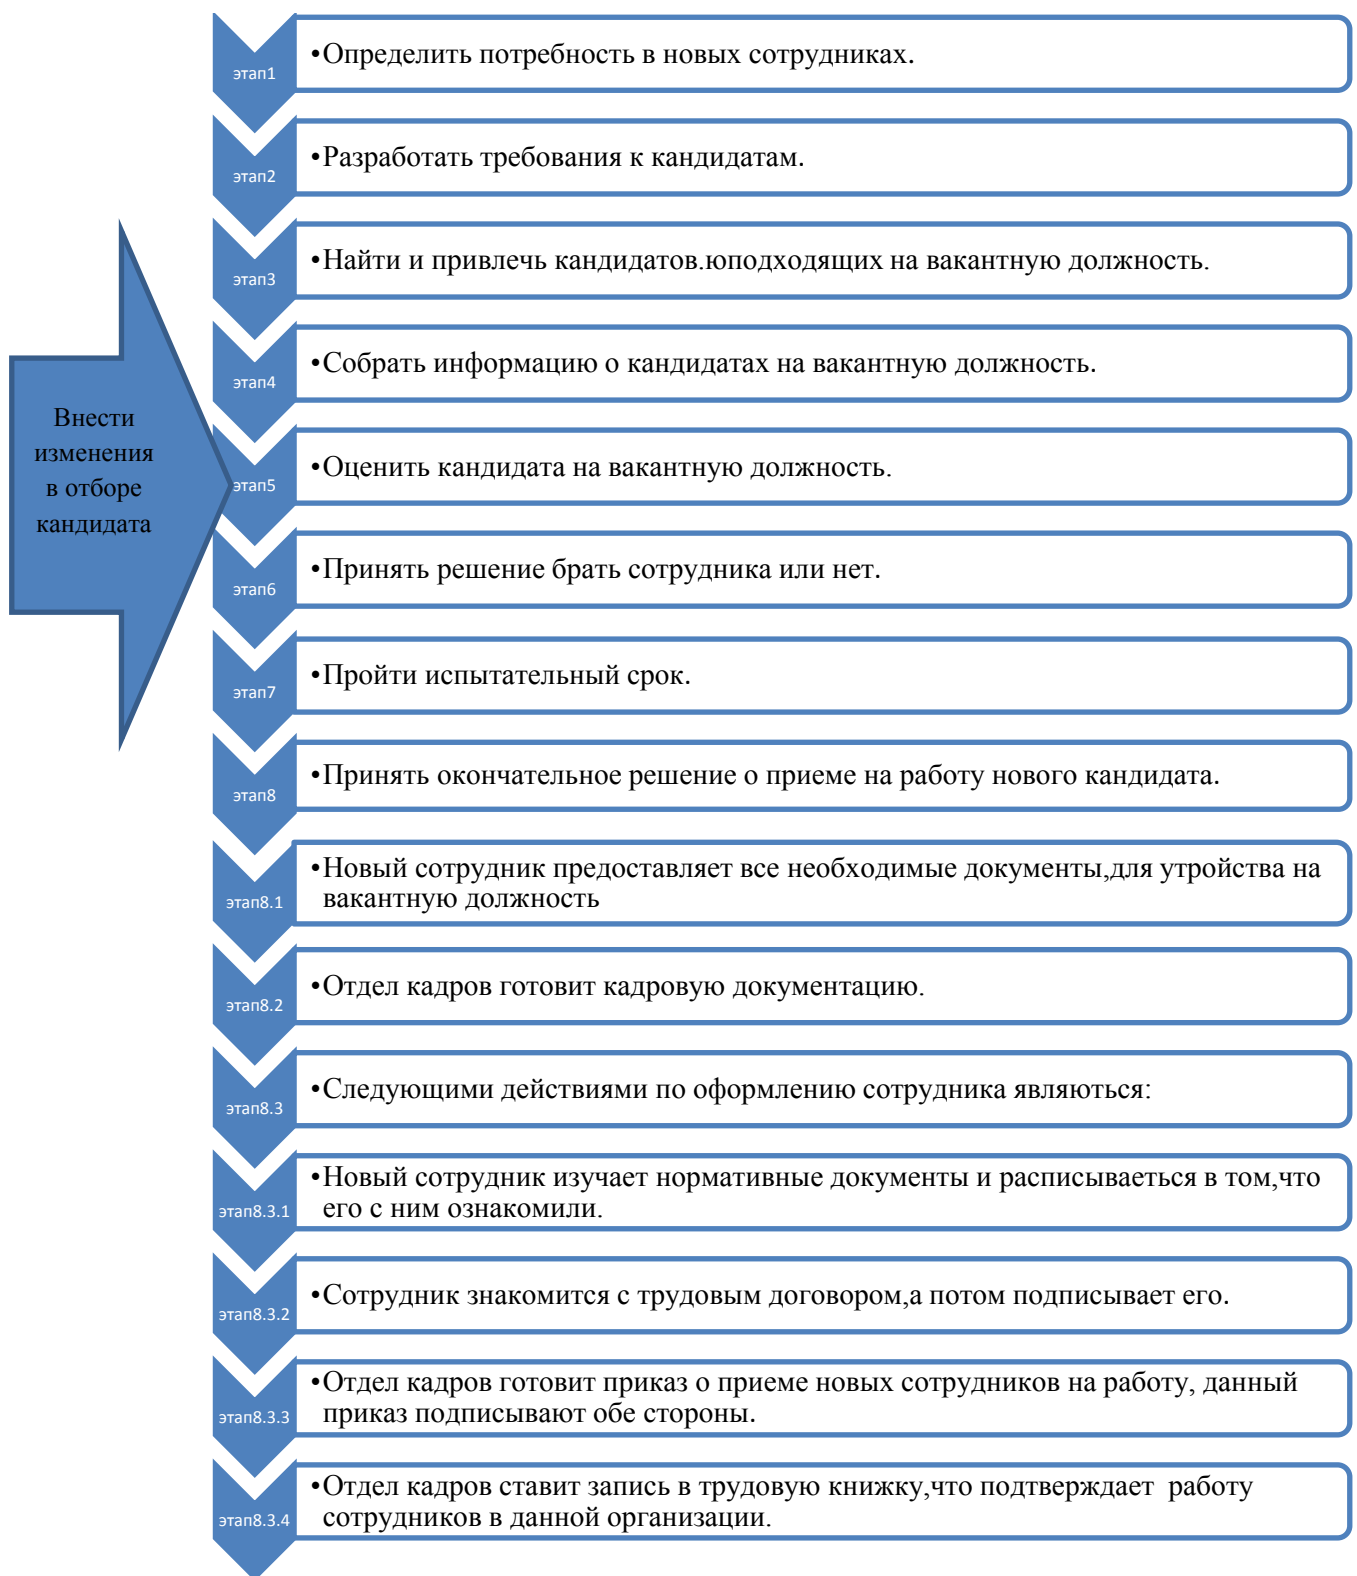 этап1
•Определить потребность в новых сотрудниках.
этап2
•Разработать требования к кандидатам.
этап3
•Найти и привлечь кандидатов.юподходящих на вакантную должность.
этап4
•Собрать информацию о кандидатах на вакантную должность.
Внести
изменения
в отборе
кандидата
этап5
•Оценить кандидата на вакантную должность.
этап6
•Принять решение брать сотрудника или нет.
этап7
•Пройти испытательный срок.
этап8
•Принять окончательное решение о приеме на работу нового кандидата.
этап8.1
•Новый сотрудник предоставляет все необходимые документы,для утройства на
вакантную должность
этап8.2
•Отдел кадров готовит кадровую документацию.
этап8.3
•Следующими действиями по оформлению сотрудника являються:
этап8.3.1
•Новый сотрудник изучает нормативные документы и расписываеться в том,что
его с ним ознакомили.
этап8.3.2
•Сотрудник знакомится с трудовым договором,а потом подписывает его.
этап8.3.3
•Отдел кадров готовит приказ о приеме новых сотрудников на работу, данный
приказ подписывают обе стороны.
этап8.3.4
•Отдел кадров ставит запись в трудовую книжку,что подтверждает  работу
сотрудников в данной организации.